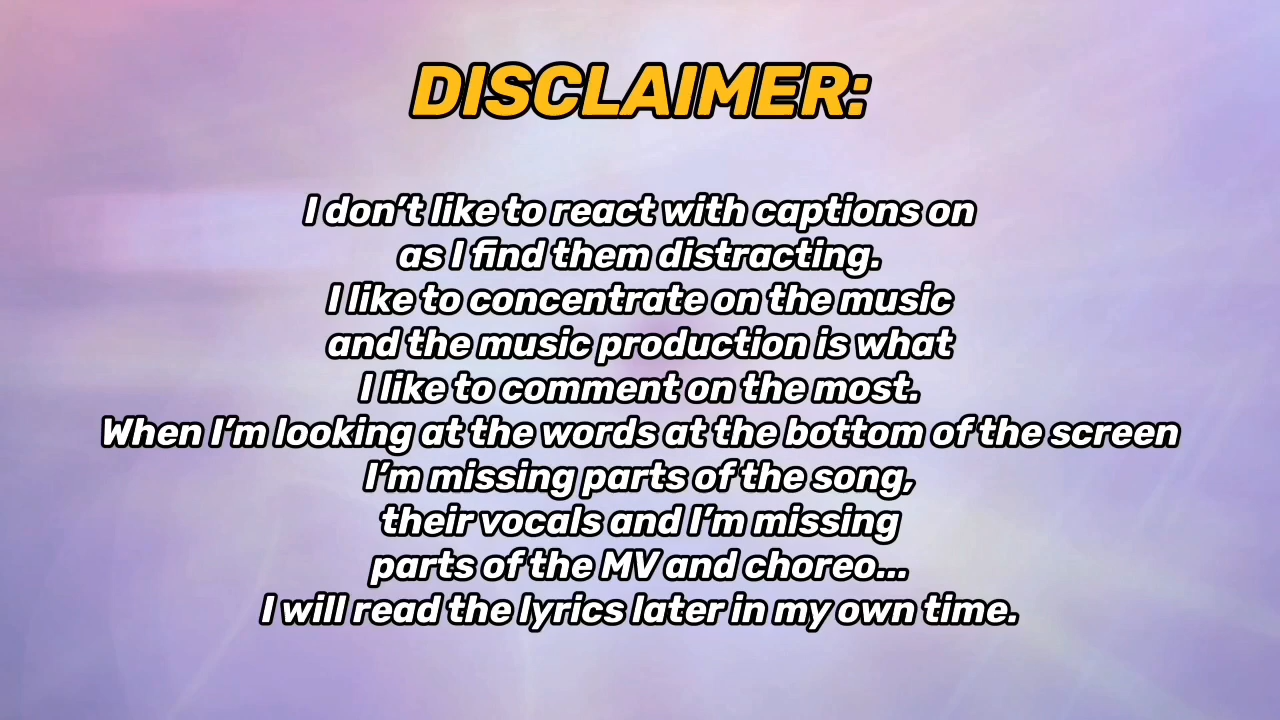 DISCLAIMER:
I don't like to react with captions on
as I find them distracting.
I like to concentrate on the music
and the music production is what
I like to comment on the most.
When I'm looking at the words at the bottom of the screen
I'm missing parts of the song,
their vocals and I'm missing
parts of the MV and choreo...
I will read the lyrics later in my own time.